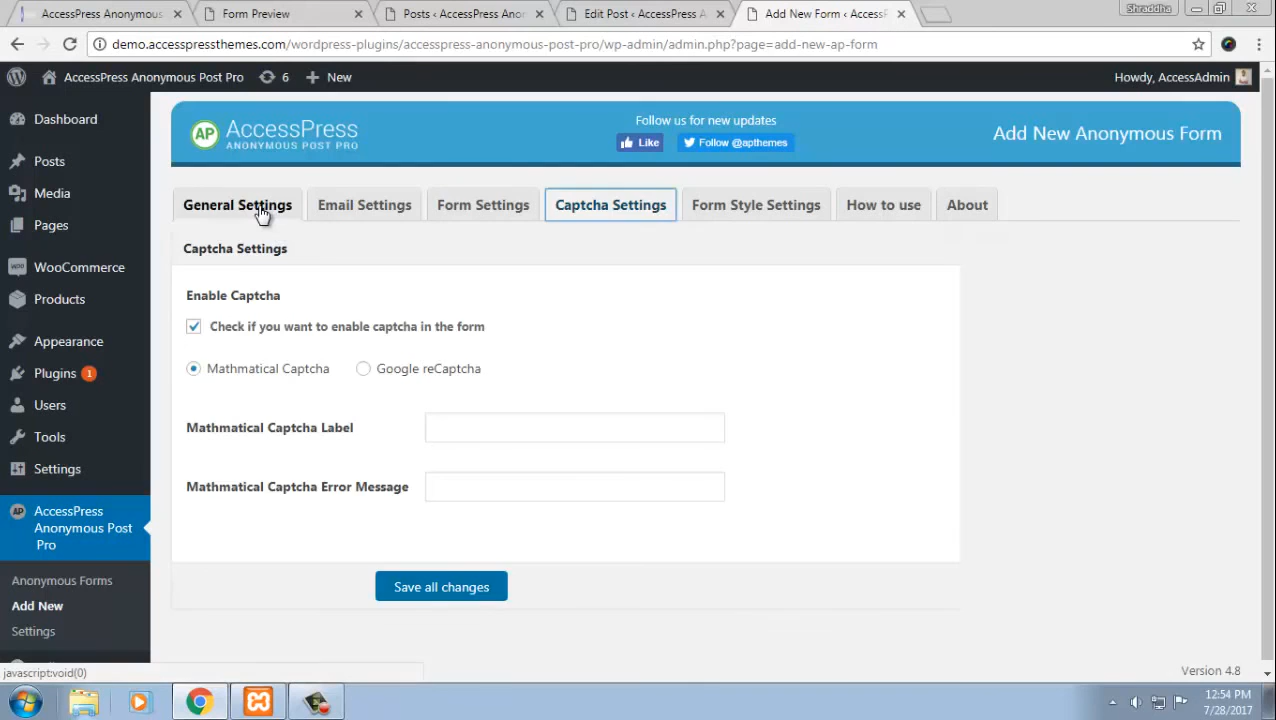 AccessPress Anonymous
Form Preview
Posts ‹ AccessPress Ano
Edit Post ‹ AccessPress A
Add New Form ‹ AccessP
Shraddha
demo.accesspressthemes.com/wordpress-plugins/accesspress-anonymous-post-pro/wp-admin/admin.php?page=add-new-ap-form
AccessPress Anonymous Post Pro
6
New
Howdy, AccessAdmin
Dashboard
Posts
Media
Pages
WooCommerce
Products
Appearance
Plugins 1
Users
Tools
Settings
AP
AccessPress
Anonymous Post
Pro
Anonymous Forms
Add New
Settings
AP
AccessPress
ANONYMOUS POST PRO
Follow us for new updates
Like
Follow @apthemes
Add New Anonymous Form
General Settings
Email Settings
Form Settings
Captcha Settings
Form Style Settings
How to use
About
Captcha Settings
Enable Captcha
Check if you want to enable captcha in the form
Mathmatical Captcha
Google reCaptcha
Mathmatical Captcha Label
Mathmatical Captcha Error Message
Save all changes
Version 4.8
javascript:void(0)
12:54 PM
7/28/2017